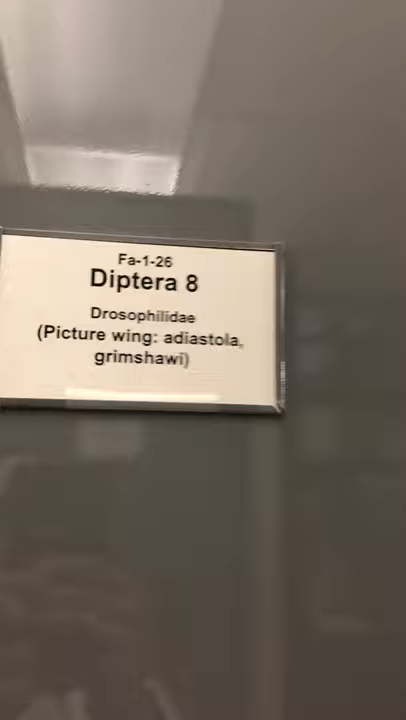 Fa-1-26
Diptera 8
Drosophilidae
(Picture wing: adiastola,
grimshawi)